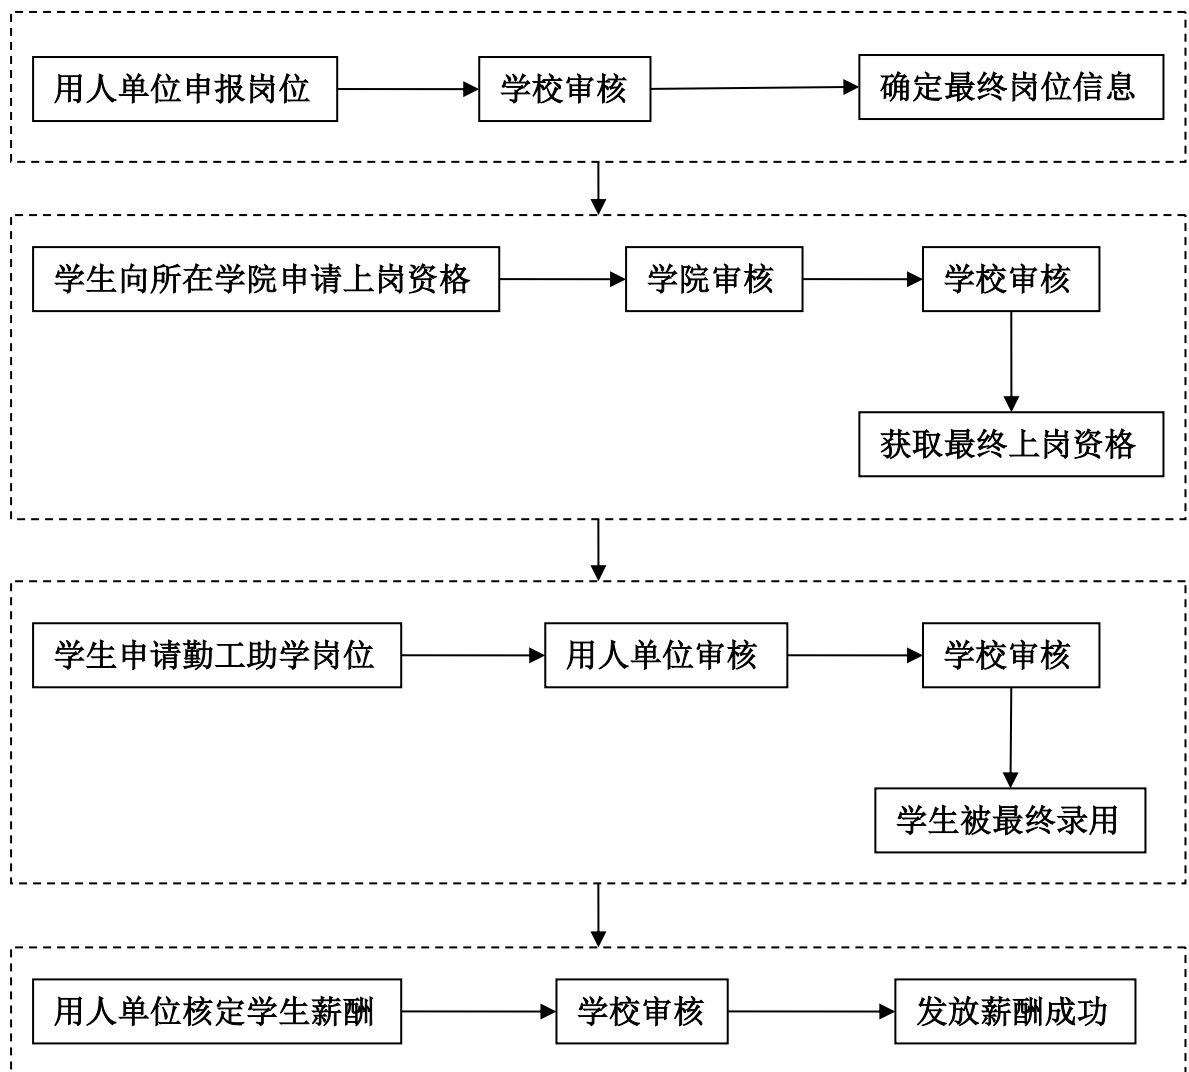 用人单位申报岗位
学校审核
确定最终岗位信息
学生向所在学院申请上岗资格
学院审核
学校审核
获取最终上岗资格
学生申请勤工助学岗位
用人单位审核
学校审核
学生被最终录用
用人单位核定学生薪酬
学校审核
发放薪酬成功